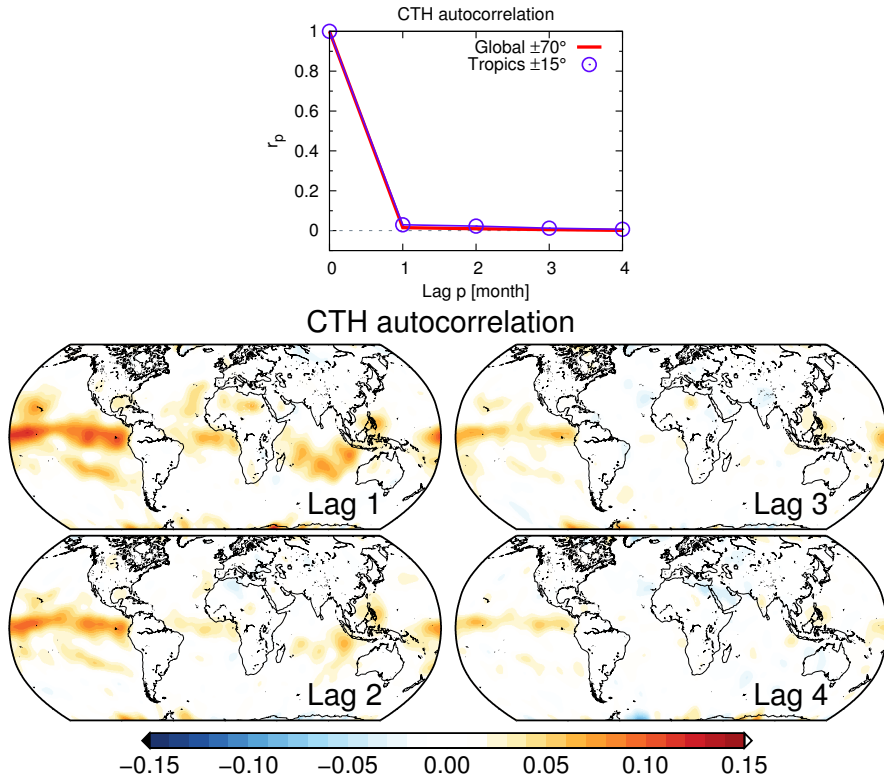 CTH autocorrelation
Global ±70°
Tropics ±15°
1
0.8
0.6
0.4
0.2
0
r_p
0 1 2 3 4
Lag p [month]
CTH autocorrelation
Lag 1
Lag 3
Lag 2
Lag 4
−0.15 −0.10 −0.05 0.00 0.05 0.10 0.15